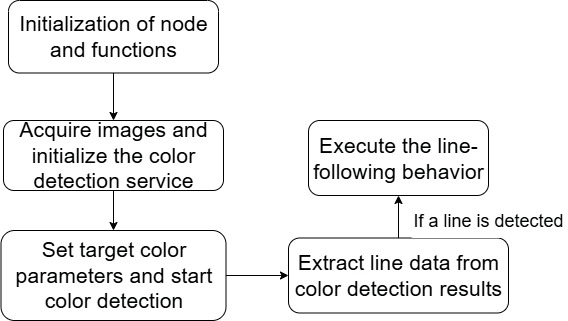 Initialization of node
and functions
Acquire images and
initialize the color
detection service
Set target color
parameters and start
color detection
Extract line data from
color detection results
If a line is detected
Execute the line-
following behavior